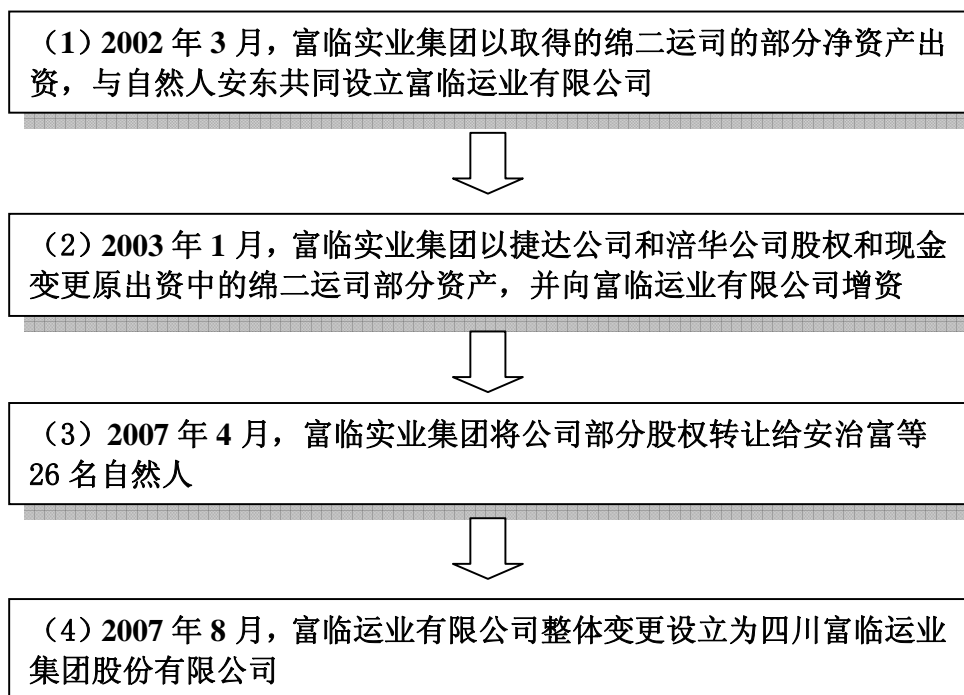 （1）2002 年 3 月，富临实业集团以取得的绵二运司的部分净资产出
资，与自然人安东共同设立富临运业有限公司
（2）2003 年 1 月，富临实业集团以捷达公司和涪华公司股权和现金
变更原出资中的绵二运司部分资产，并向富临运业有限公司增资
（3）2007 年 4 月，富临实业集团将公司部分股权转让给安治富等
26 名自然人
（4）2007 年 8 月，富临运业有限公司整体变更设立为四川富临运业
集团股份有限公司